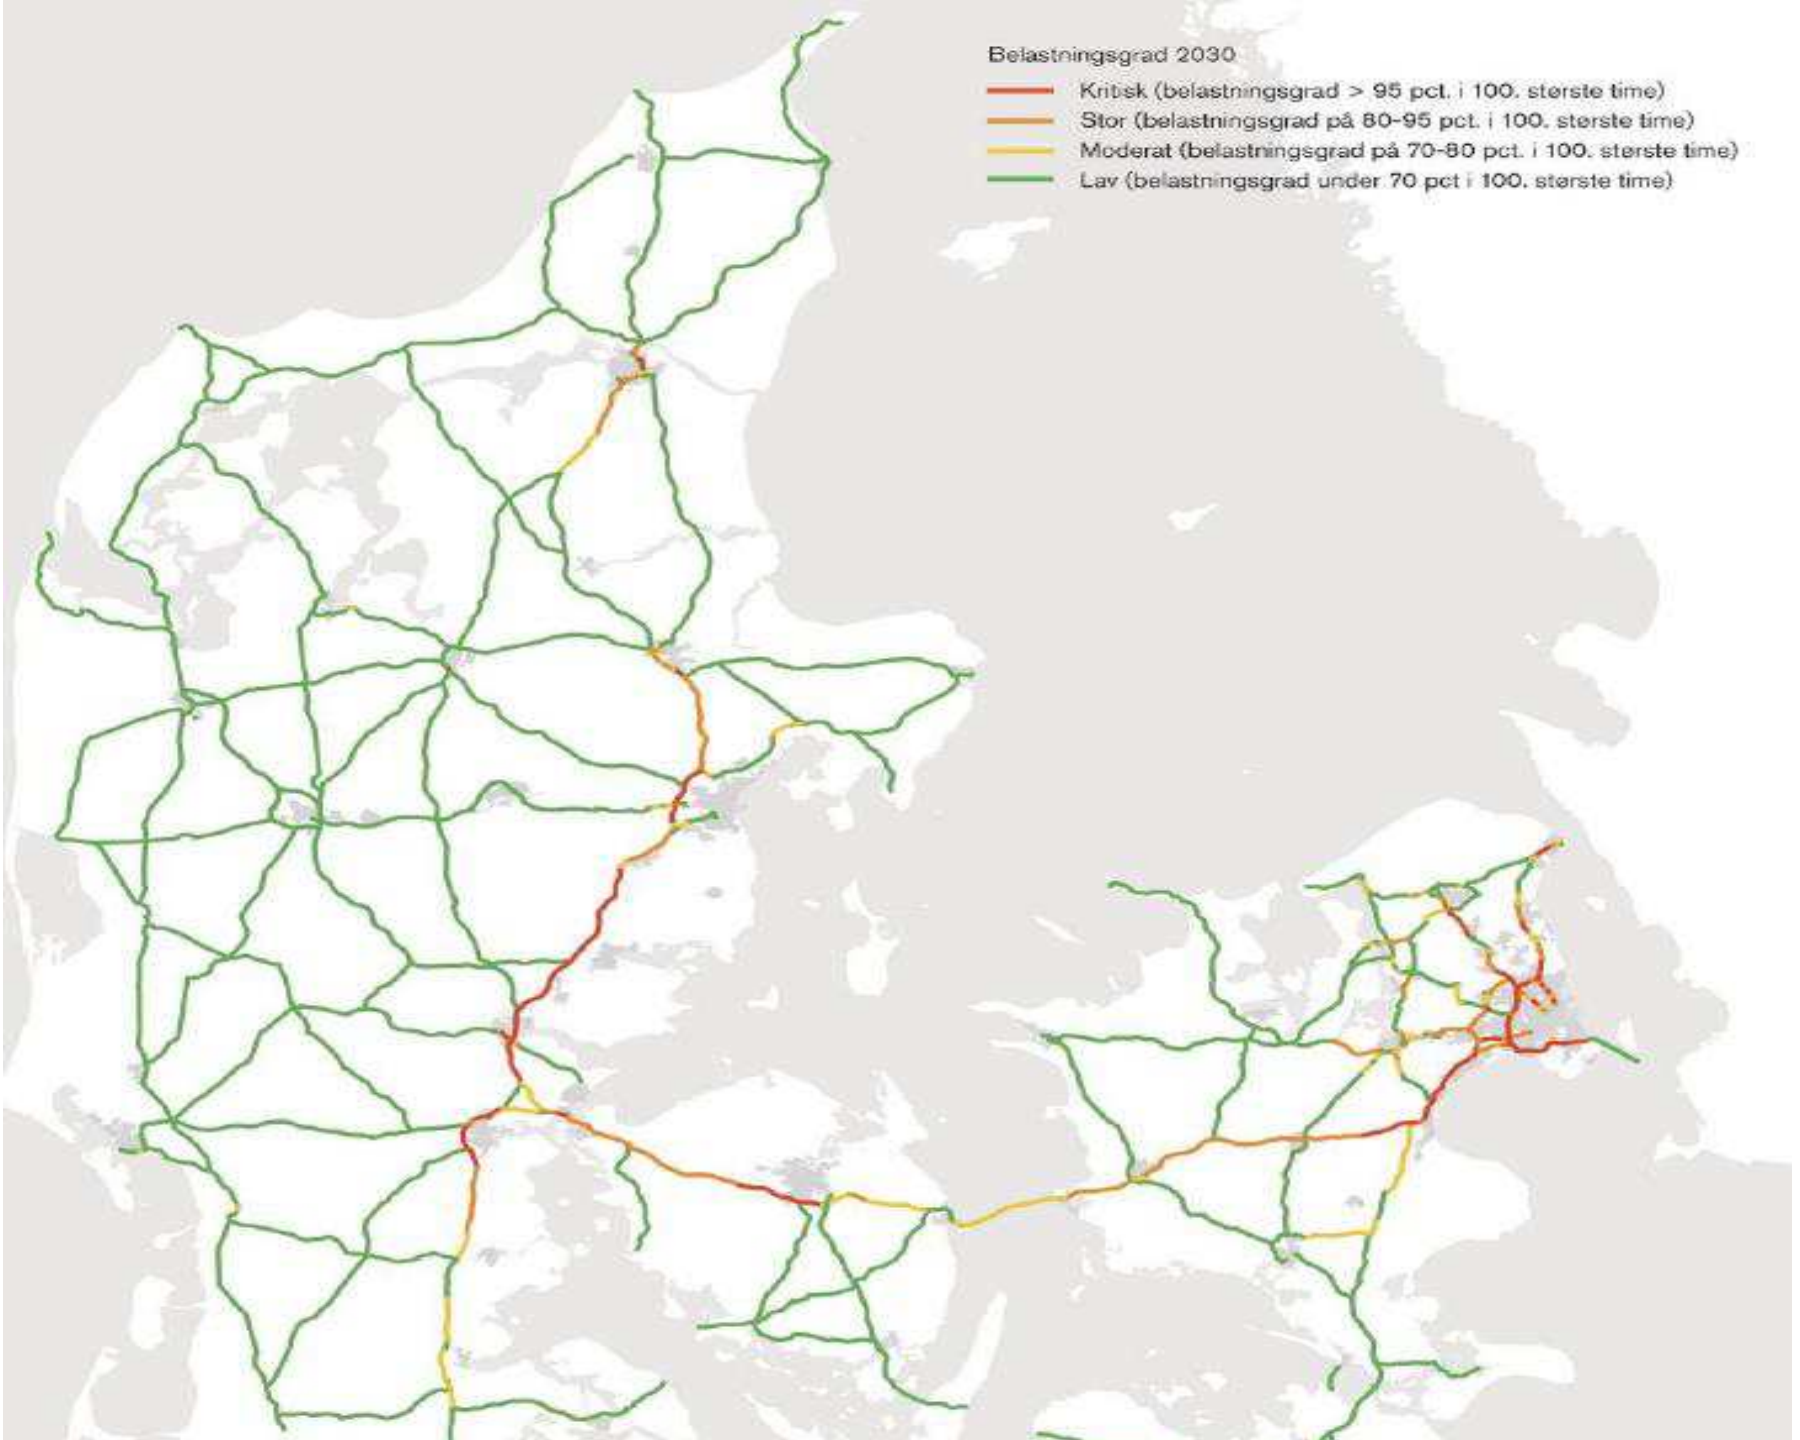 Belastningsgrad 2030
Kritisk (belastningsgrad > 95 pct. i 100. største time)
Stor (belastningsgrad på 80-95 pct. i 100. største time)
Moderat (belastningsgrad på 70-80 pct. i 100. største time)
Lav (belastningsgrad under 70 pct i 100. største time)